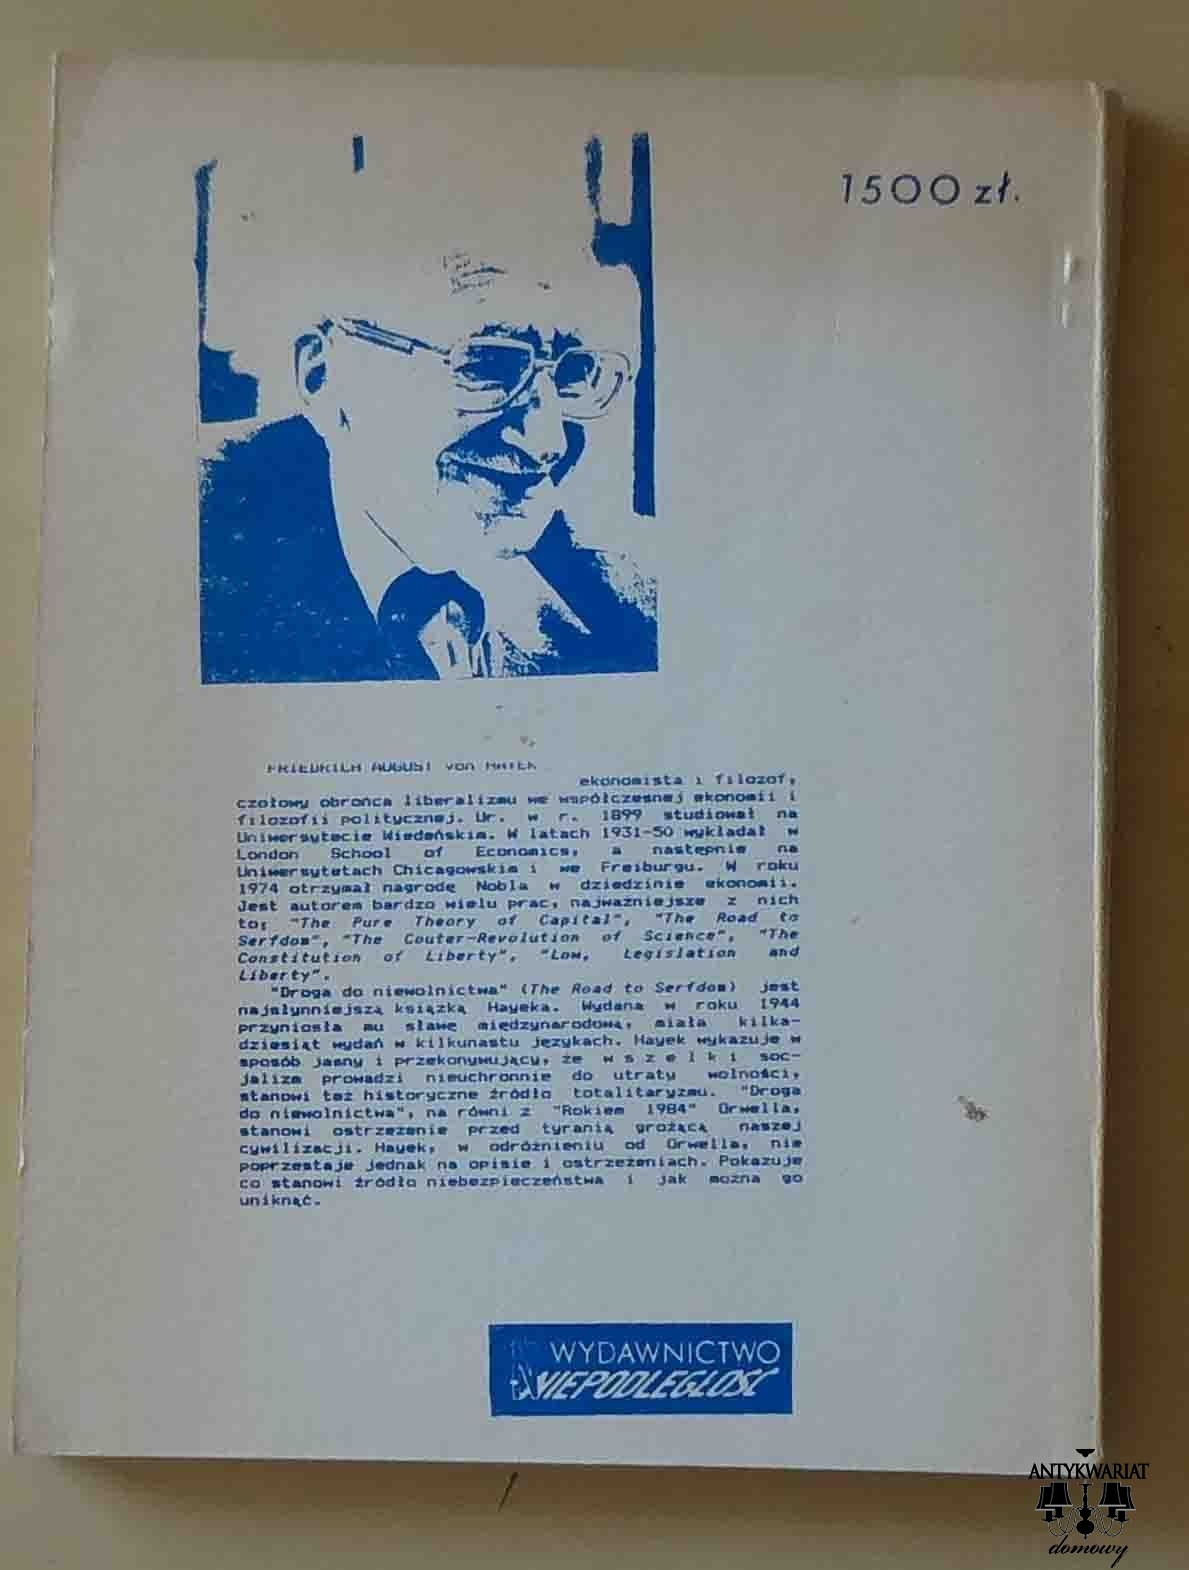 1500 zł.
FRIEDRICH AUGUST von HAYEK
ekonomista i filozof,
czołowy obrońca liberalizmu we współczesnej ekonomii i
filozofii politycznej. Ur. w r. 1899 studiował na
Uniwersytecie Wiedeńskim. W latach 1931-50 wykładał w
London School of Economics, a następnie na
Uniwersytetach Chicagowskim i we Freiburgu. W roku
1974 otrzymał nagrodę Nobla w dziedzinie ekonomii.
Jest autorem bardzo wielu prac, najważniejsze z nich
to: "The Pure Theory of Capital", "The Road to
Serfdom", "The Couter-Revolution of Science", "The
Constitution of Liberty", "Low, Legislation and
Liberty".
"Droga do niewolnictwa" (The Road to Serfdom) jest
najsłynniejszą książką Hayeka. Wydana w roku 1944
przyniosła mu sławę międzynarodową, miała kilka-
dziesiąt wydań w kilkunastu językach. Hayek wykazuje w
sposób jasny i przekonywujący, że w s z e l k i soc-
jalizm prowadzi nieuchronnie do utraty wolności,
stanowi też historyczne źródło totalitaryzmu. "Droga
do niewolnictwa", na równi z "Rokiem 1984" Orwella,
stanowi ostrzeżenie przed tyranią grożącą naszej
cywilizacji. Hayek, w odróżnieniu od Orwella, nie
poprzestaje jednak na opisie i ostrzeżeniach. Pokazuje
co stanowi źródło niebezpieczeństwa i jak można go
uniknąć.
WYDAWNICTWO
NIEPODLEGŁOŚĆ
ANTYKWARIAT
domowy